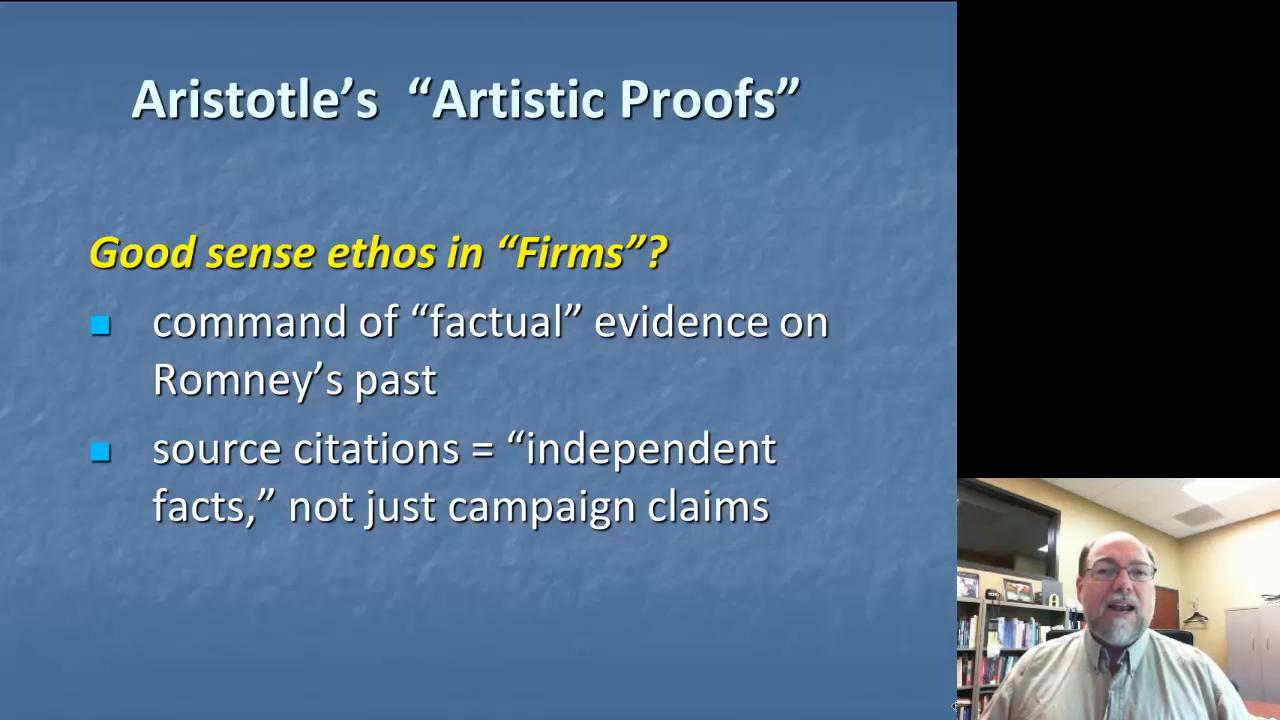 Aristotle’s “Artistic Proofs”
Good sense ethos in “Firms”?
command of “factual” evidence on
Romney’s past
source citations = “independent
facts,” not just campaign claims